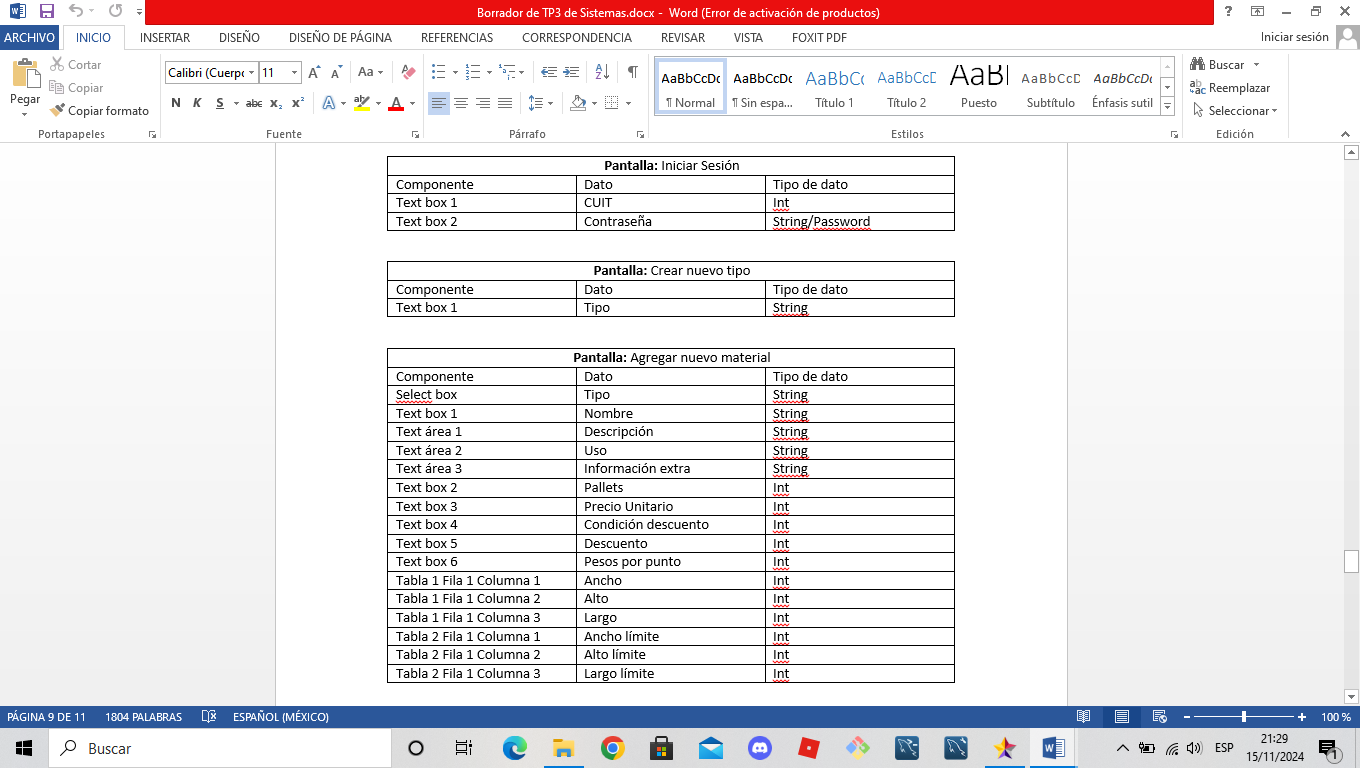 Borrador de TP3 de Sistemas.docx - Word (Error de activación de productos)
ARCHIVO INICIO INSERTAR DISEÑO DISEÑO DE PÁGINA REFERENCIAS CORRESPONDENCIA REVISAR VISTA FOXIT PDF Iniciar sesión
Pegar
Cortar
Copiar
Copiar formato
Portapapeles
Calibri (Cuerpo 11
N K S abc x₂ x²
Fuente
Párrafo
AaBbCcDc AaBbCcDc AaBbCc AaBbCcD AaBl AaBbCcD AaBbCcDc
¶ Normal ¶ Sin espa... Título 1 Título 2 Puesto Subtítulo Énfasis sutil
Estilos
Buscar
Reemplazar
Seleccionar
Edición
Pantalla: Iniciar Sesión
Componente Dato Tipo de dato
Text box 1 CUIT Int
Text box 2 Contraseña String/Password
Pantalla: Crear nuevo tipo
Componente Dato Tipo de dato
Text box 1 Tipo String
Pantalla: Agregar nuevo material
Componente Dato Tipo de dato
Select box Tipo String
Text box 1 Nombre String
Text área 1 Descripción String
Text área 2 Uso String
Text área 3 Información extra String
Text box 2 Pallets Int
Text box 3 Precio Unitario Int
Text box 4 Condición descuento Int
Text box 5 Descuento Int
Text box 6 Pesos por punto Int
Tabla 1 Fila 1 Columna 1 Ancho Int
Tabla 1 Fila 1 Columna 2 Alto Int
Tabla 1 Fila 1 Columna 3 Largo Int
Tabla 2 Fila 1 Columna 1 Ancho límite Int
Tabla 2 Fila 1 Columna 2 Alto límite Int
Tabla 2 Fila 1 Columna 3 Largo límite Int
PÁGINA 9 DE 11 1804 PALABRAS ESPAÑOL (MÉXICO) 100 %
Buscar
ESP
21:29
15/11/2024
1